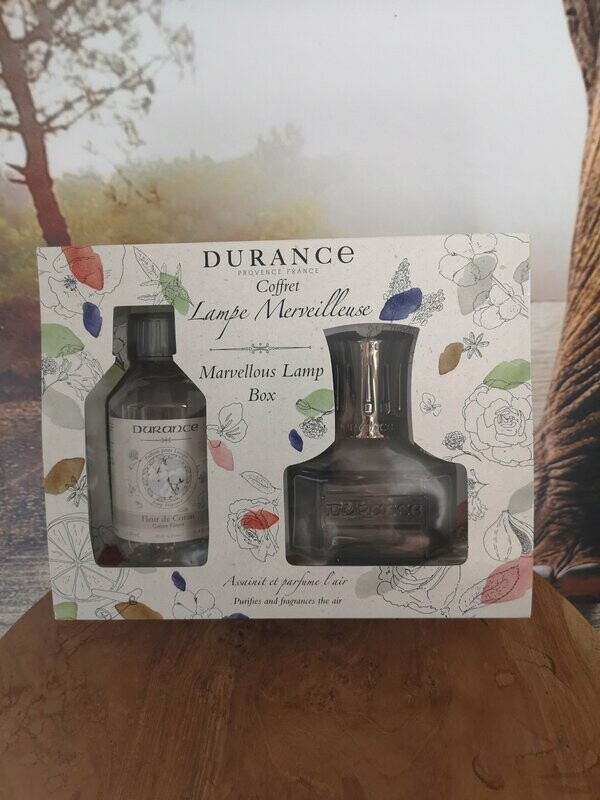 DURANCE
PROVENCE FRANCE
Coffret
Lampe Merveilleuse
Marvellous Lamp
Box
DURANCE
Fleur de Coton
Cotton Flower
DURANCE
Assainit et parfume l'air
Purifies and fragrances the air